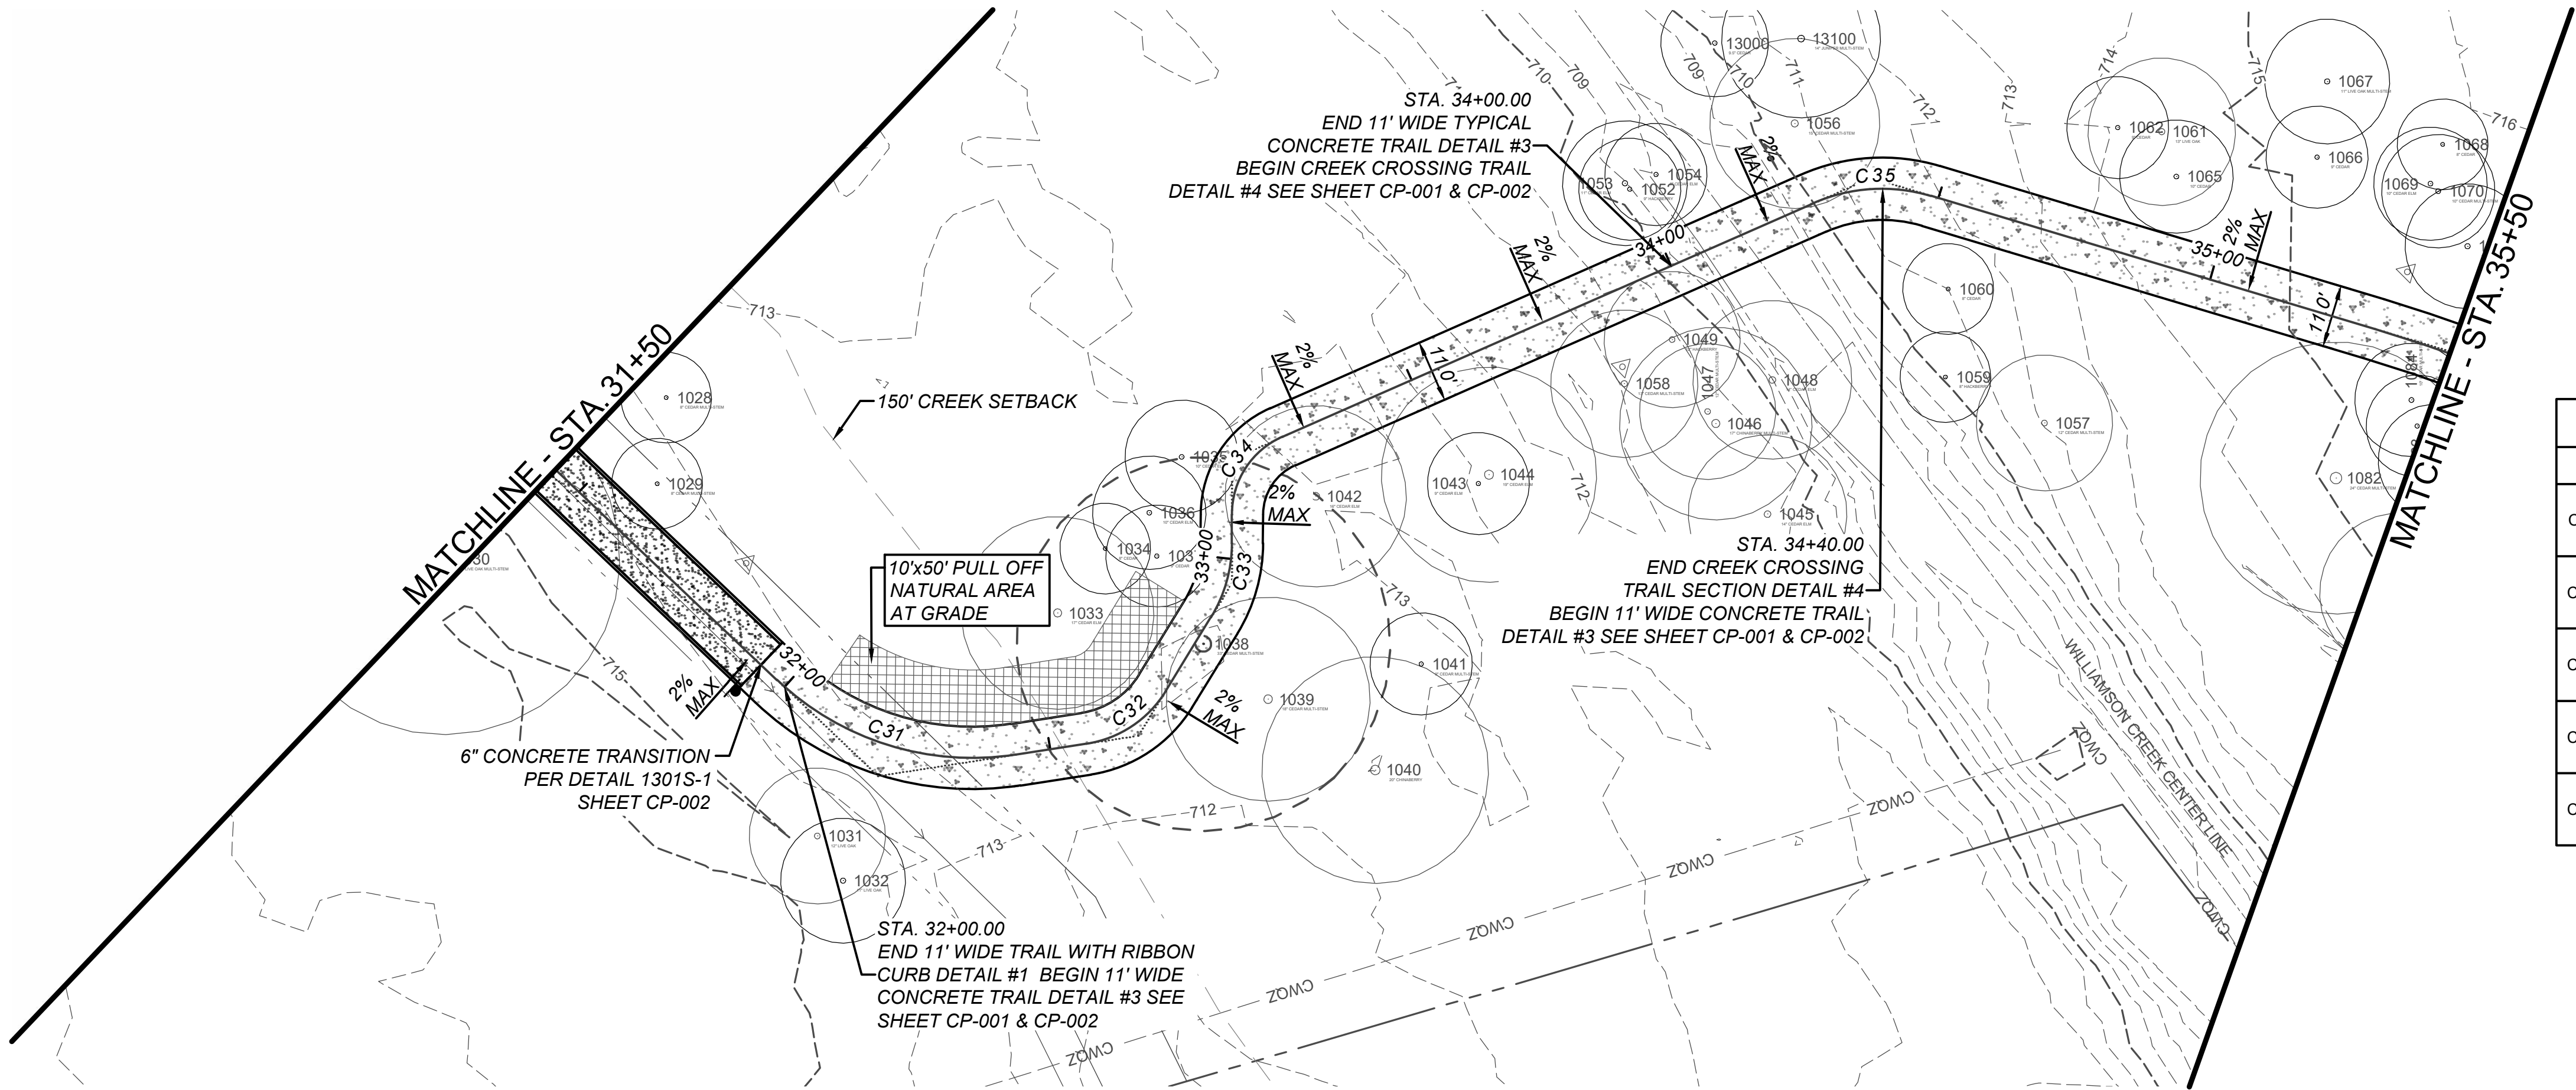 MATCHLINE - STA. 31+50
MATCHLINE - STA. 35+50
STA. 34+00.00
END 11' WIDE TYPICAL
CONCRETE TRAIL DETAIL #3
BEGIN CREEK CROSSING TRAIL
DETAIL #4 SEE SHEET CP-001 & CP-002
150' CREEK SETBACK
10'x50' PULL OFF
NATURAL AREA
AT GRADE
6" CONCRETE TRANSITION
PER DETAIL 1301S-1
SHEET CP-002
STA. 32+00.00
END 11' WIDE TRAIL WITH RIBBON
CURB DETAIL #1 BEGIN 11' WIDE
CONCRETE TRAIL DETAIL #3 SEE
SHEET CP-001 & CP-002
STA. 34+40.00
END CREEK CROSSING
TRAIL SECTION DETAIL #4
BEGIN 11' WIDE CONCRETE TRAIL
DETAIL #3 SEE SHEET CP-001 & CP-002
WILLIAMSON CREEK CENTER LINE
32+00
33+00
34+00
35+00
C31
C32
C33
C34
C35
2%
MAX
2%
MAX
2%
MAX
2%
MAX
2%
MAX
2%
MAX
2%
MAX
11.0'
11.0'
CWQZ
CWQZ
CWQZ
CWQZ
CWQZ
CWQZ
CWQZ
709
710
709
710
711
712
713
714
715
716
713
715
713
712
712
713
13000
13100
1028
1029
1031
1032
1033
1034
1035
1036
1038
1039
1040
1041
1042
1043
1044
1045
1046
1047
1048
1049
1052
1053
1054
1056
1057
1058
1059
1060
1061
1062
1065
1066
1067
1068
1069
1070
1082
1084